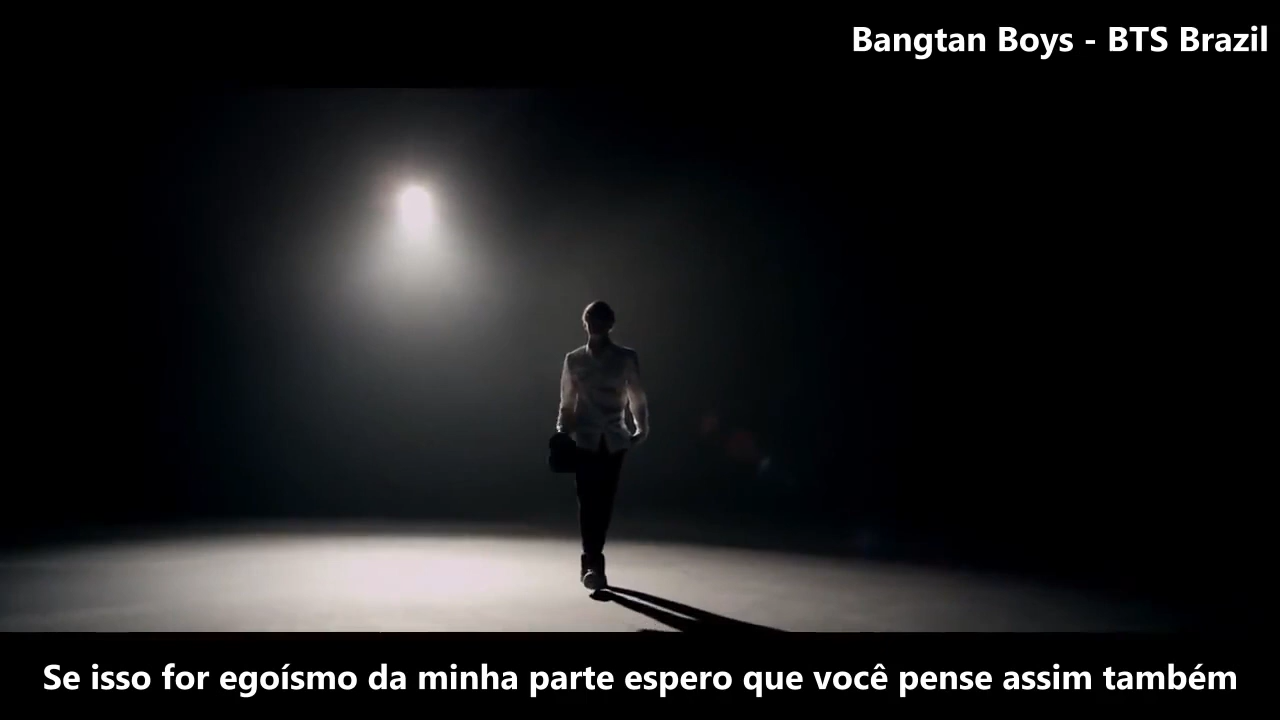 Bangtan Boys - BTS Brazil
Se isso for egoísmo da minha parte espero que você pense assim também